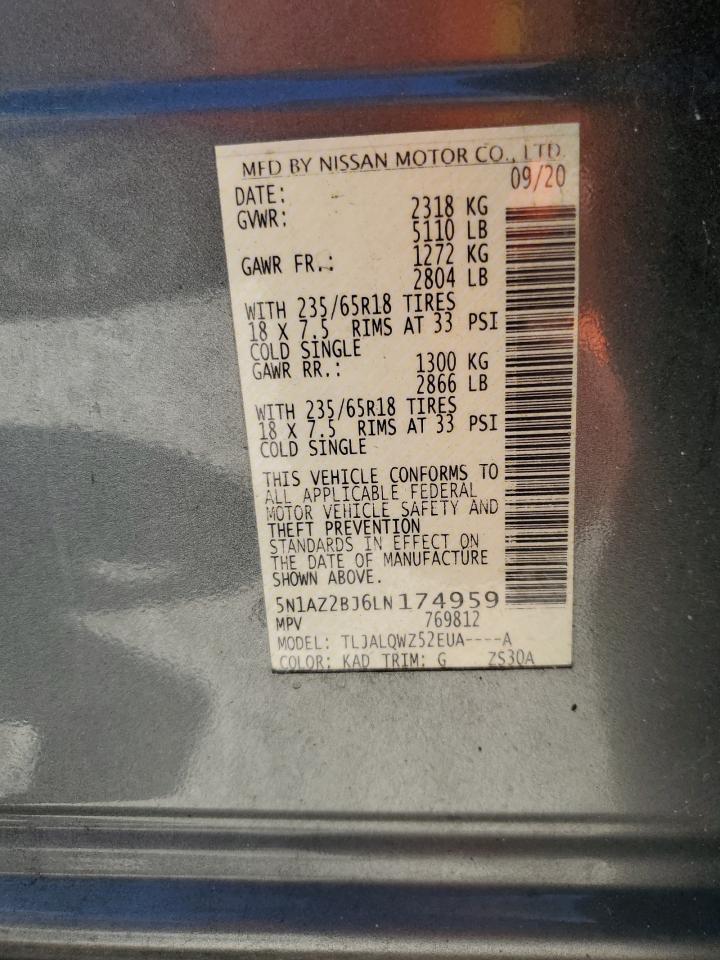 MFD BY NISSAN MOTOR CO., LTD.
DATE: 09/20
GVWR: 2318 KG
5110 LB
GAWR FR.: 1272 KG
2804 LB
WITH 235/65R18 TIRES
18 X 7.5 RIMS AT 33 PSI
COLD SINGLE
GAWR RR.: 1300 KG
2866 LB
WITH 235/65R18 TIRES
18 X 7.5 RIMS AT 33 PSI
COLD SINGLE
THIS VEHICLE CONFORMS TO
ALL APPLICABLE FEDERAL
MOTOR VEHICLE SAFETY AND
THEFT PREVENTION
STANDARDS IN EFFECT ON
THE DATE OF MANUFACTURE
SHOWN ABOVE.
5N1AZ2BJ6LN174959
MPV 769812
MODEL: TLJALQWZ52EUA----A
COLOR: KAD TRIM: G ZS30A